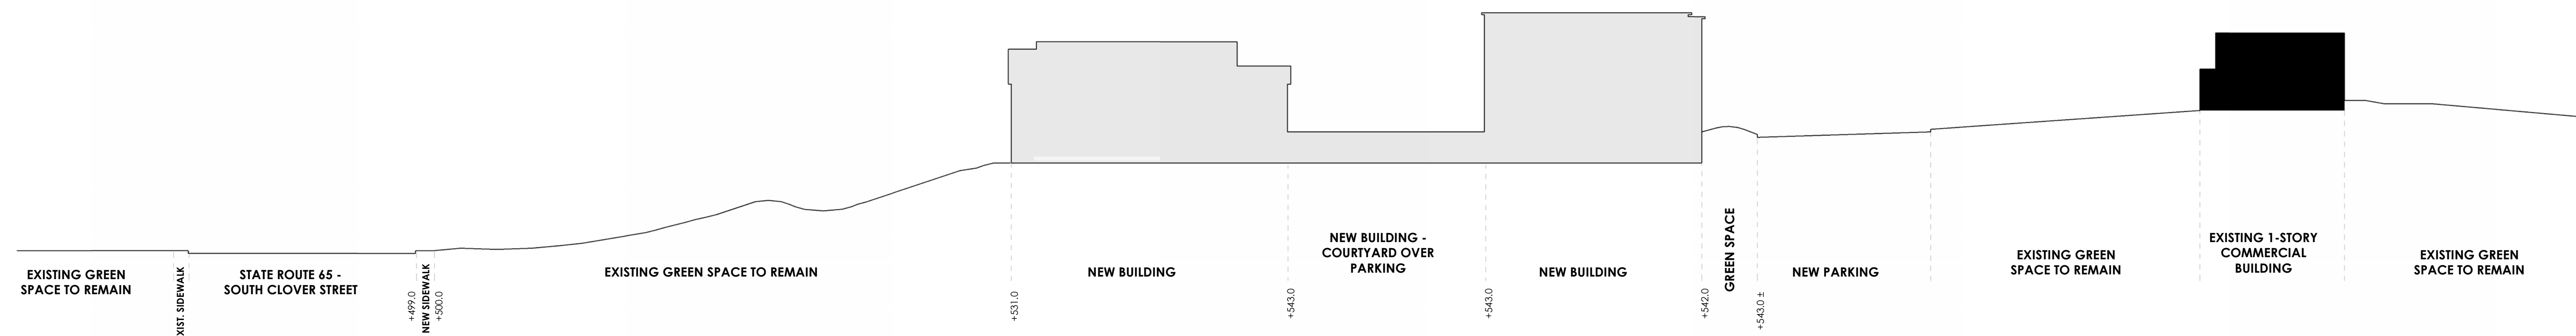 EXISTING GREEN
SPACE TO REMAIN
XIST. SIDEWALK
STATE ROUTE 65 -
SOUTH CLOVER STREET
+499.0
NEW SIDEWALK
+500.0
EXISTING GREEN SPACE TO REMAIN
+531.0
NEW BUILDING
+543.0
NEW BUILDING -
COURTYARD OVER
PARKING
+543.0
NEW BUILDING
+542.0
GREEN SPACE
+543.0 ±
NEW PARKING
EXISTING GREEN
SPACE TO REMAIN
EXISTING 1-STORY
COMMERCIAL
BUILDING
EXISTING GREEN
SPACE TO REMAIN